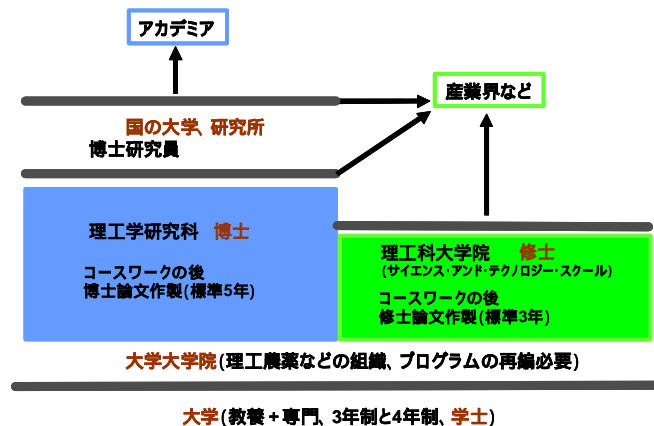 アカデミア
産業界など
国の大学、研究所
博士研究員
理工学研究科 博士
コースワークの後
博士論文作製(標準5年)
理工科大学院 修士
(サイエンス・アンド・テクノロジー・スクール)
コースワークの後
修士論文作製(標準3年)
大学大学院(理工農薬などの組織、プログラムの再編必要)
大学(教養+専門、3年制と4年制、学士)